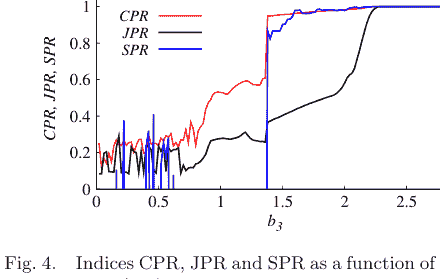 1
0.8
0.6
0.4
0.2
0
CPR, JPR, SPR
CPR
JPR
SPR
0 0.5 1 1.5 2 2.5
b3
Fig. 4. Indices CPR, JPR and SPR as a function of